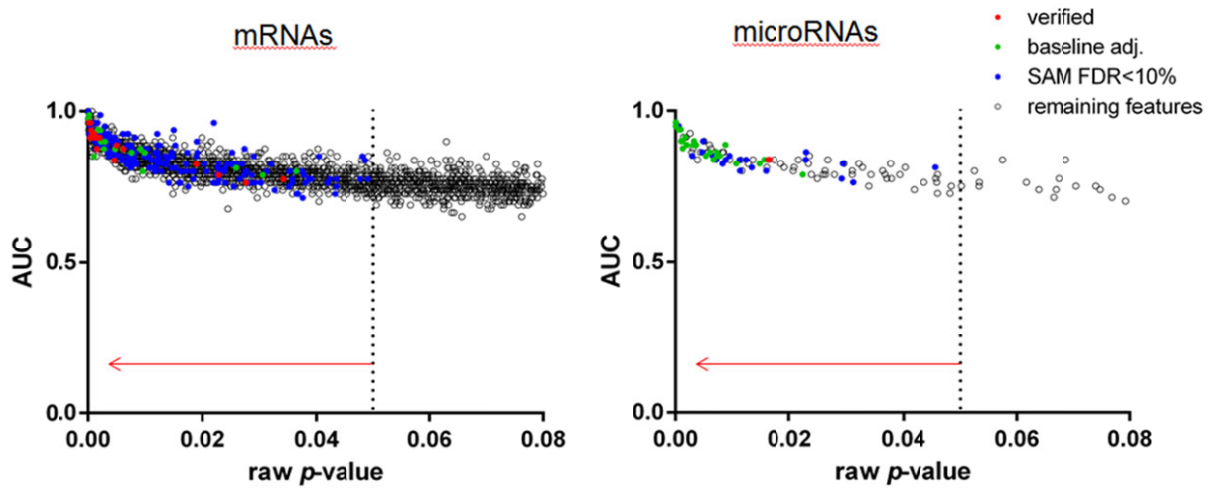 mRNAs
microRNAs
verified
baseline adj.
SAM FDR<10%
remaining features
AUC
1.0
0.5
0.0
0.00
0.02
0.04
0.06
0.08
raw p-value
AUC
1.0
0.5
0.0
0.00
0.02
0.04
0.06
0.08
raw p-value